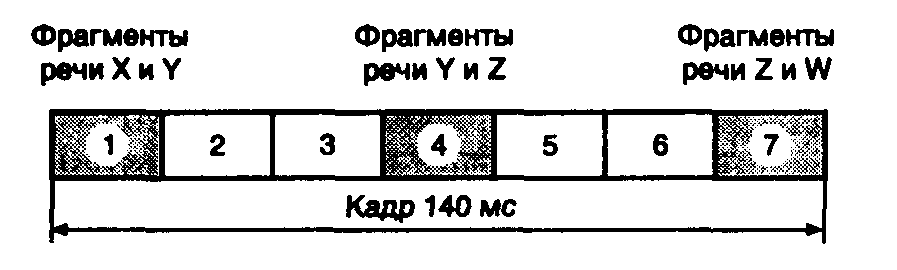 Фрагменты Фрагменты Фрагменты
речи X и Y речи Y и Z речи Z и W
1 2 3 4 5 6 7
Кадр 140 мс